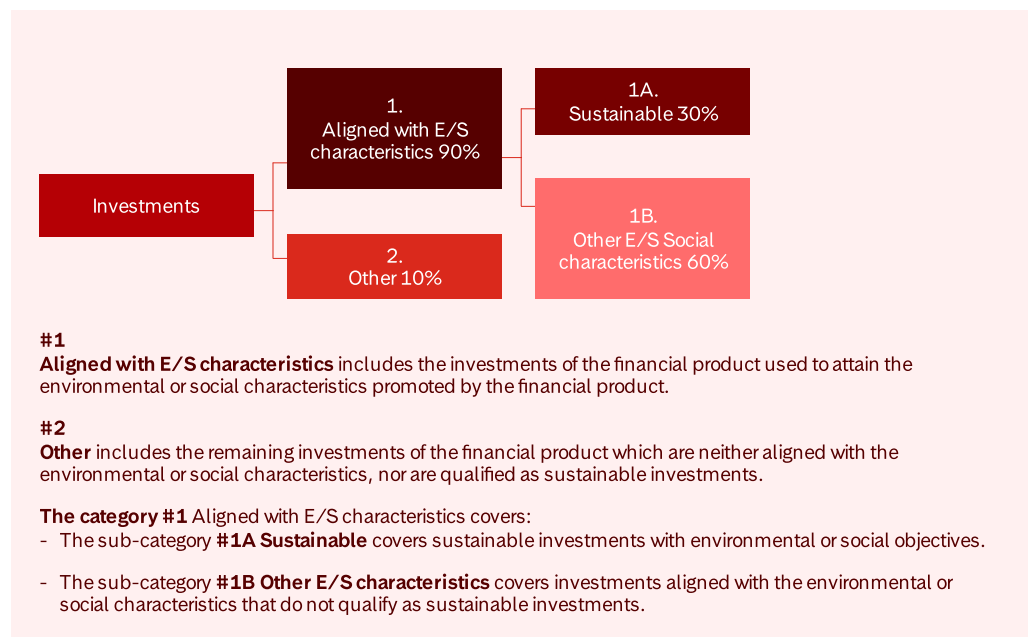 Investments
1.
Aligned with E/S
characteristics 90%
2.
Other 10%
1A.
Sustainable 30%
1B.
Other E/S Social
characteristics 60%
#1
Aligned with E/S characteristics includes the investments of the financial product used to attain the
environmental or social characteristics promoted by the financial product.
#2
Other includes the remaining investments of the financial product which are neither aligned with the
environmental or social characteristics, nor are qualified as sustainable investments.
The category #1 Aligned with E/S characteristics covers:
- The sub-category #1A Sustainable covers sustainable investments with environmental or social objectives.
- The sub-category #1B Other E/S characteristics covers investments aligned with the environmental or
social characteristics that do not qualify as sustainable investments.